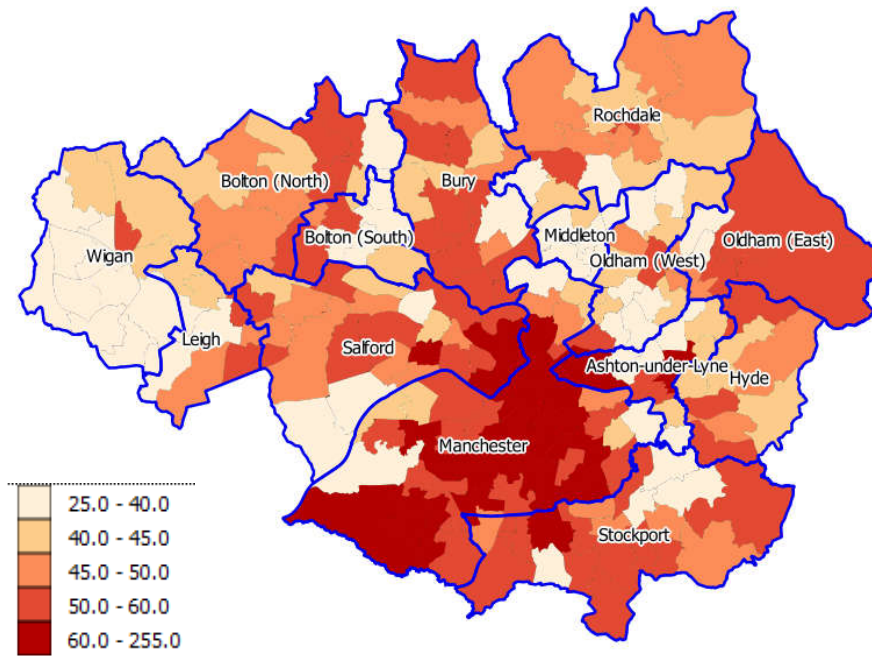 Rochdale
Bolton (North)
Bury
Bolton (South)
Middleton
Oldham (East)
Wigan
Oldham (West)
Leigh
Salford
Ashton-under-Lyne
Hyde
Manchester
Stockport
25.0 - 40.0
40.0 - 45.0
45.0 - 50.0
50.0 - 60.0
60.0 - 255.0